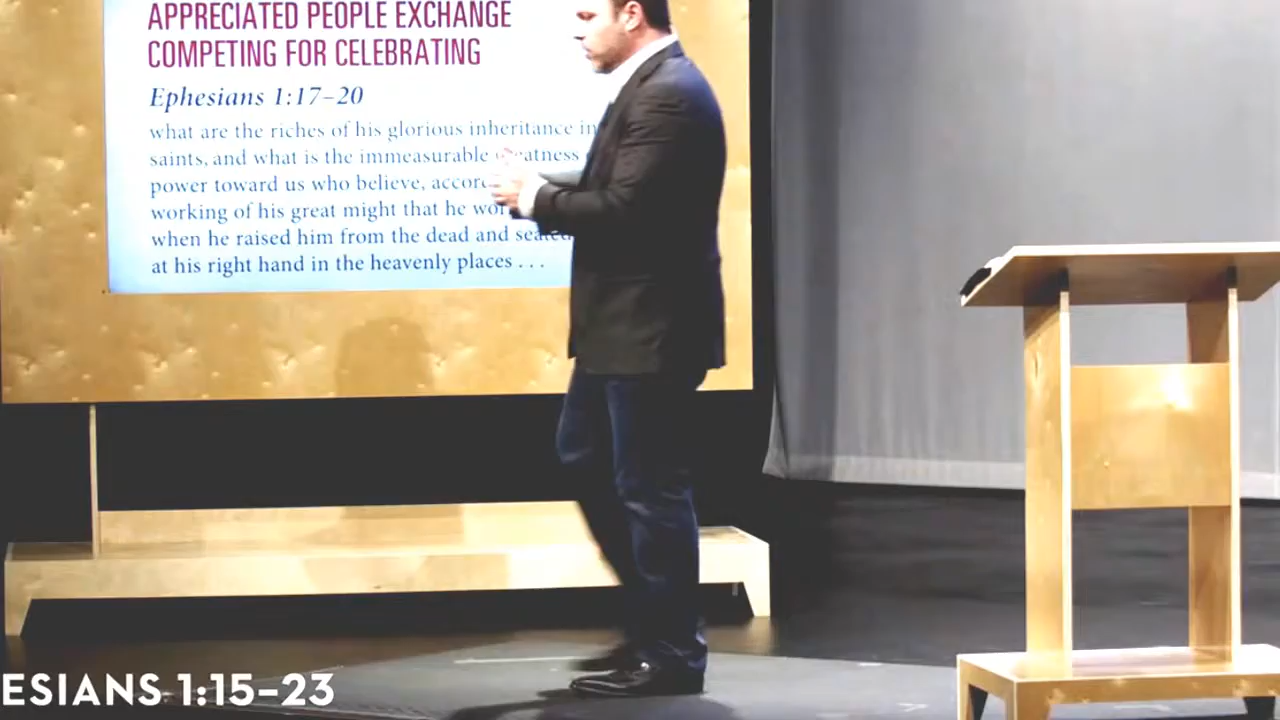 APPRECIATED PEOPLE EXCHANGE
COMPETING FOR CELEBRATING
Ephesians 1:17–20
what are the riches of his glorious inheritance in
saints, and what is the immeasurable
power toward us who believe,
working of his great might that he
when he raised him from the dead and
at his right hand in the heavenly places . . .
ESIANS 1:15–23